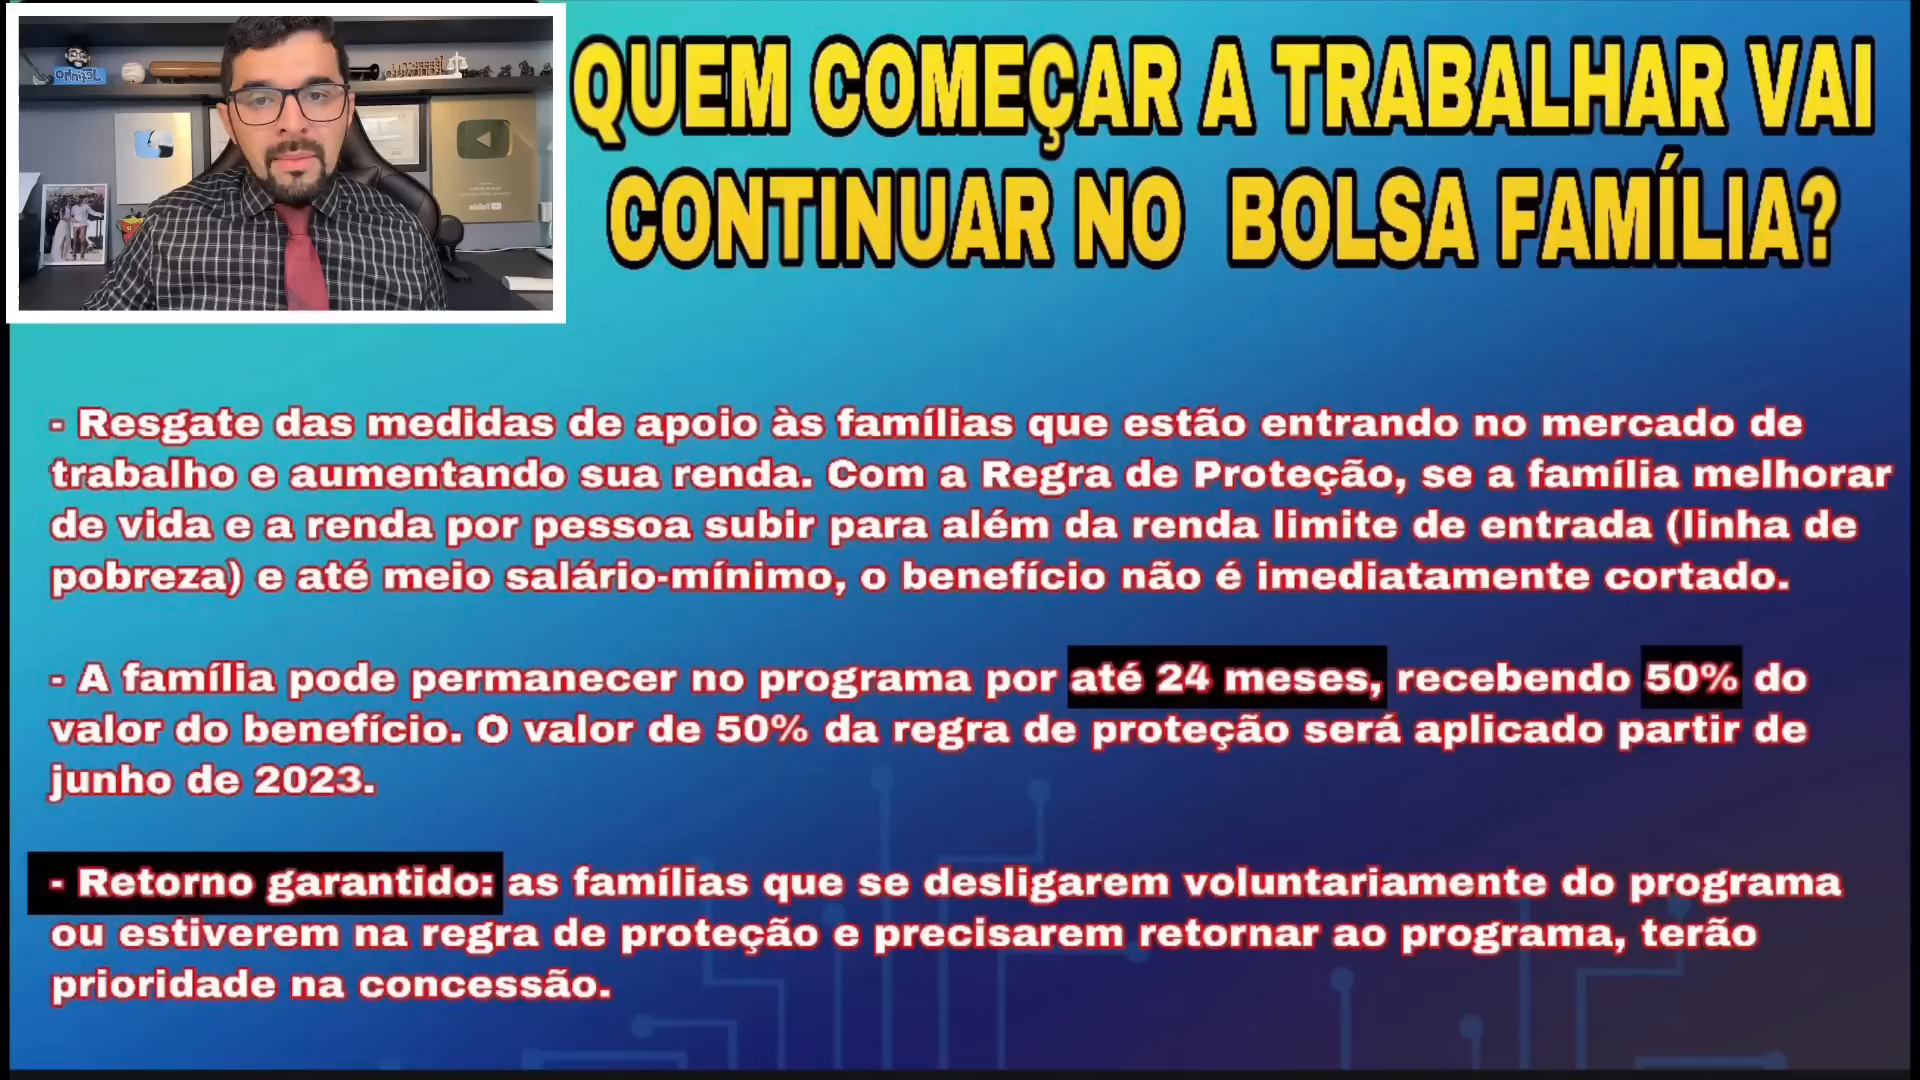 QUEM COMEÇAR A TRABALHAR VAI
CONTINUAR NO BOLSA FAMÍLIA?
- Resgate das medidas de apoio às famílias que estão entrando no mercado de
trabalho e aumentando sua renda. Com a Regra de Proteção, se a família melhorar
de vida e a renda por pessoa subir para além da renda limite de entrada (linha de
pobreza) e até meio salário-mínimo, o benefício não é imediatamente cortado.
- A família pode permanecer no programa por até 24 meses, recebendo 50% do
valor do benefício. O valor de 50% da regra de proteção será aplicado partir de
junho de 2023.
- Retorno garantido: as famílias que se desligarem voluntariamente do programa
ou estiverem na regra de proteção e precisarem retornar ao programa, terão
prioridade na concessão.